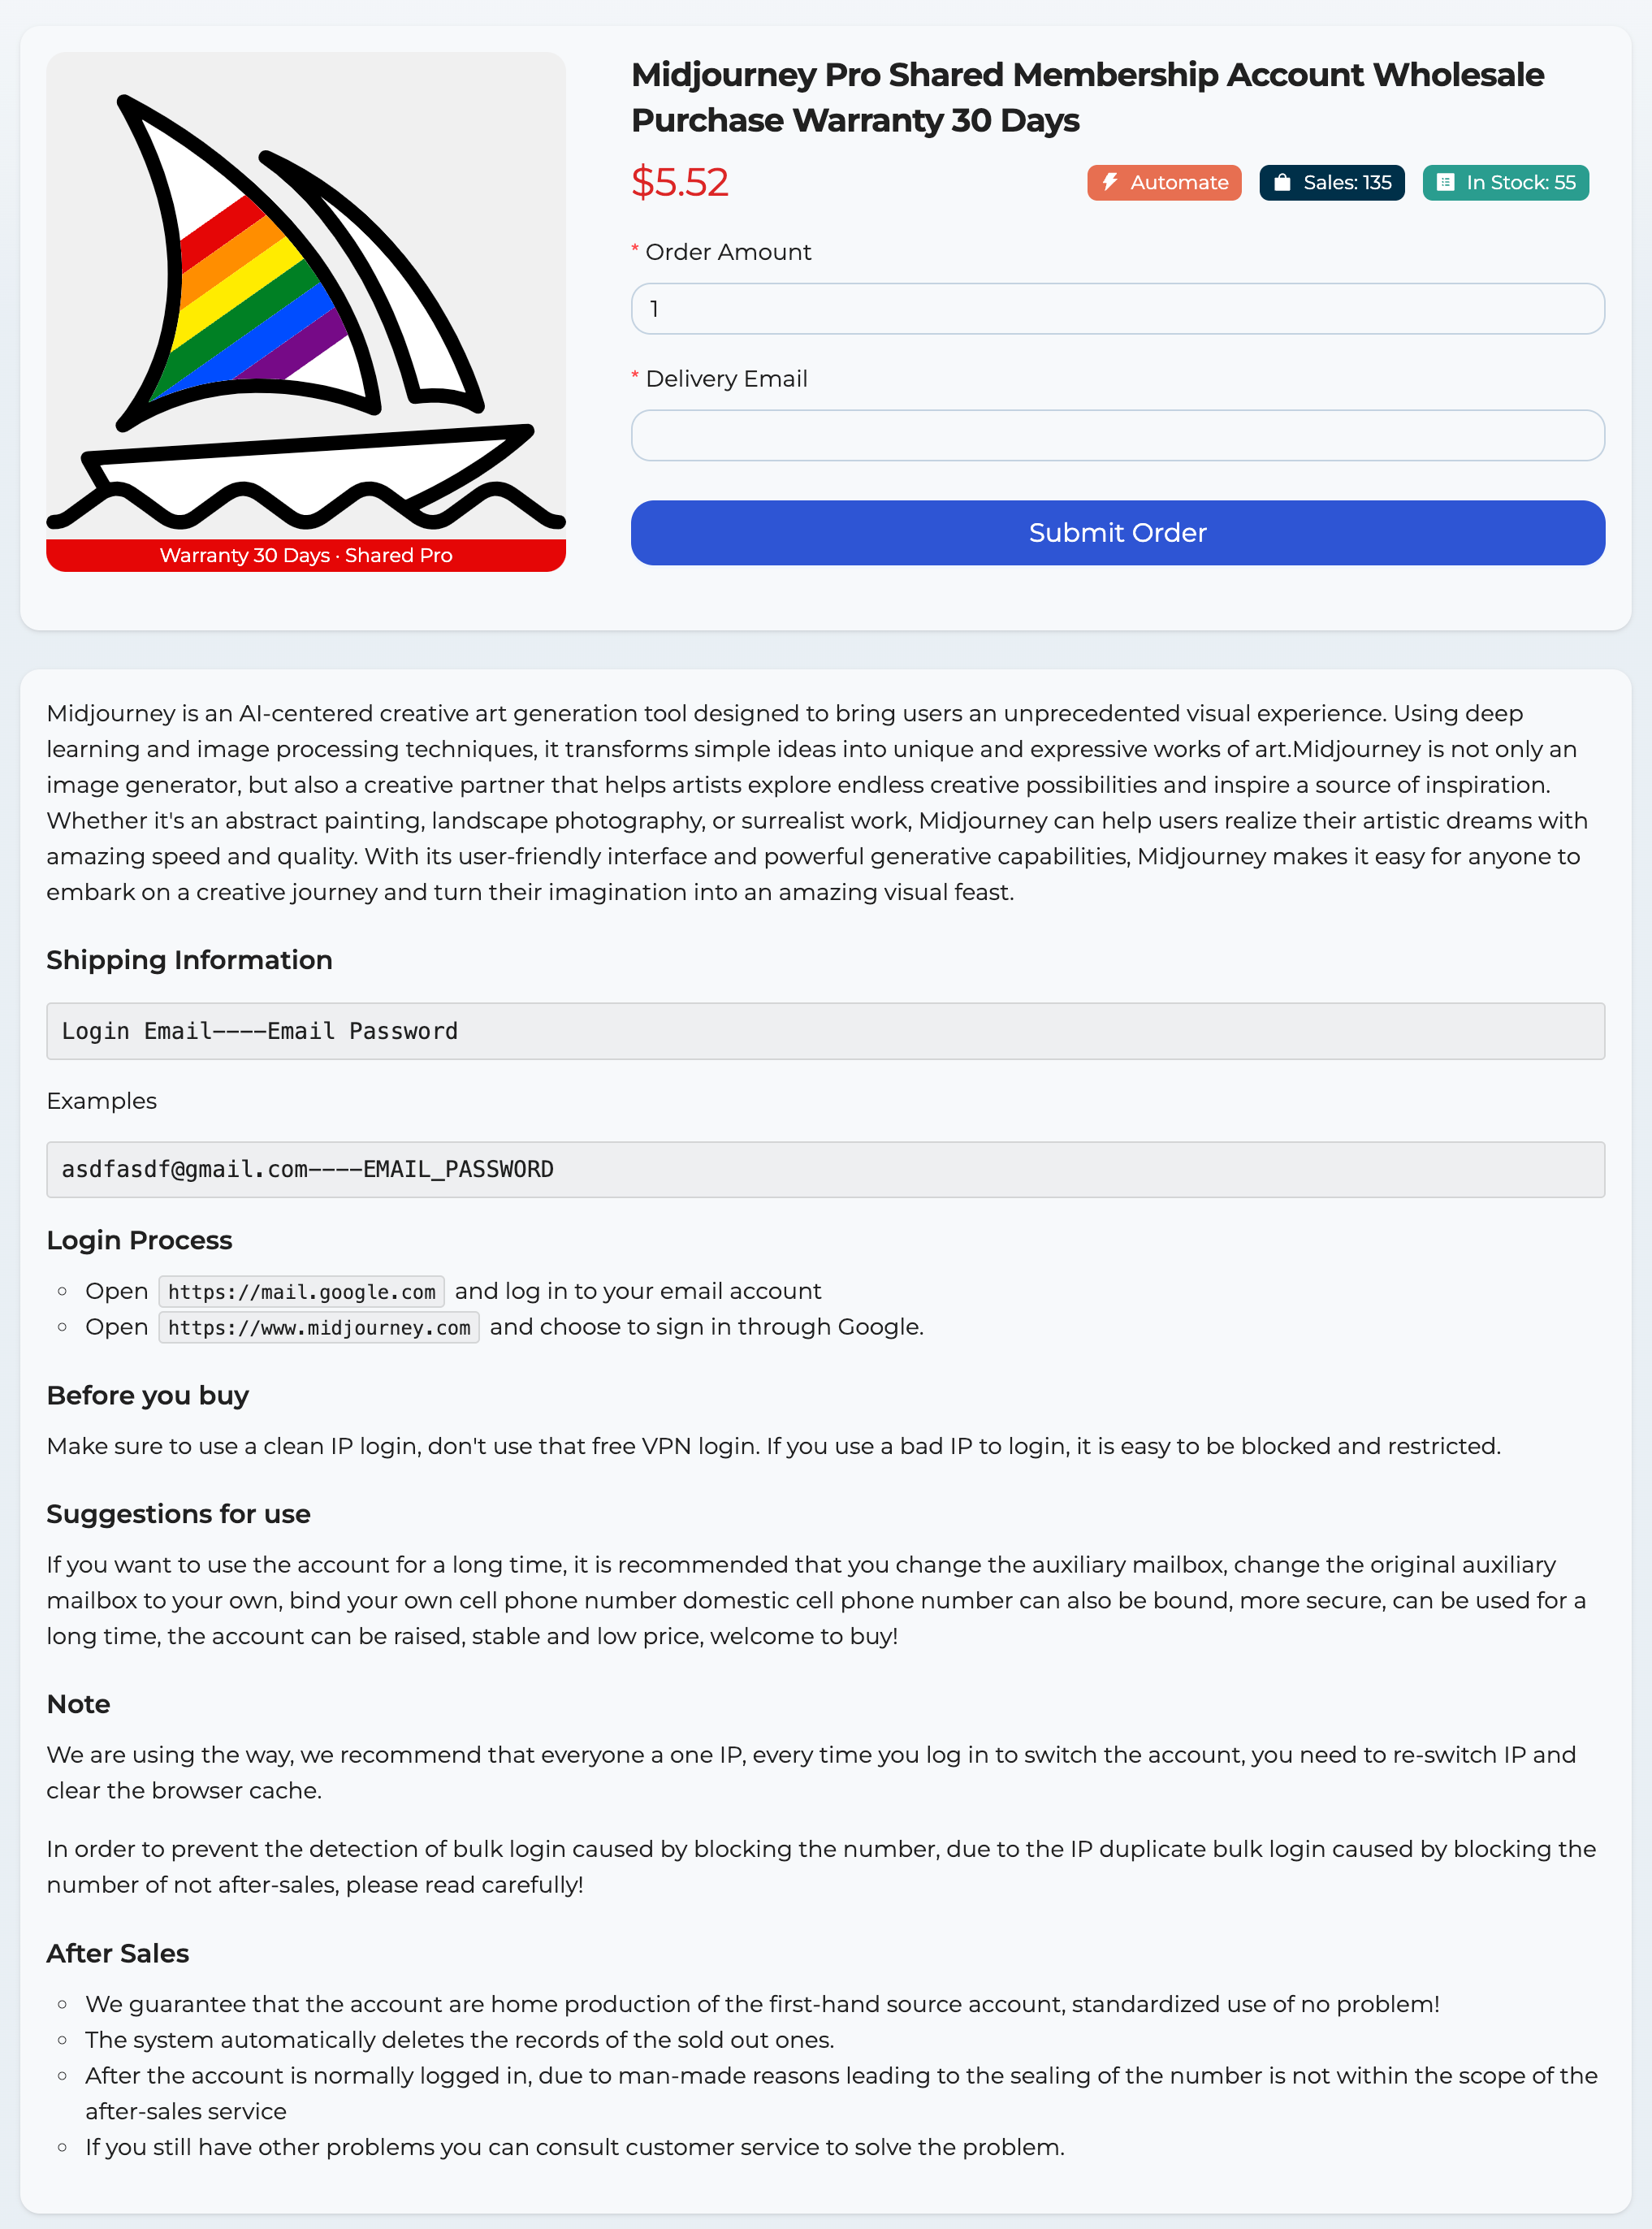 Midjourney Pro Shared Membership Account Wholesale
Purchase Warranty 30 Days
$5.52
Automate
Sales: 135
In Stock: 55
* Order Amount
1
* Delivery Email
Submit Order
Warranty 30 Days · Shared Pro
Midjourney is an AI-centered creative art generation tool designed to bring users an unprecedented visual experience. Using deep
learning and image processing techniques, it transforms simple ideas into unique and expressive works of art.Midjourney is not only an
image generator, but also a creative partner that helps artists explore endless creative possibilities and inspire a source of inspiration.
Whether it's an abstract painting, landscape photography, or surrealist work, Midjourney can help users realize their artistic dreams with
amazing speed and quality. With its user-friendly interface and powerful generative capabilities, Midjourney makes it easy for anyone to
embark on a creative journey and turn their imagination into an amazing visual feast.
Shipping Information
Login Email----Email Password
Examples
asdfasdf@gmail.com----EMAIL_PASSWORD
Login Process
Open https://mail.google.com and log in to your email account
Open https://www.midjourney.com and choose to sign in through Google.
Before you buy
Make sure to use a clean IP login, don't use that free VPN login. If you use a bad IP to login, it is easy to be blocked and restricted.
Suggestions for use
If you want to use the account for a long time, it is recommended that you change the auxiliary mailbox, change the original auxiliary
mailbox to your own, bind your own cell phone number domestic cell phone number can also be bound, more secure, can be used for a
long time, the account can be raised, stable and low price, welcome to buy!
Note
We are using the way, we recommend that everyone a one IP, every time you log in to switch the account, you need to re-switch IP and
clear the browser cache.
In order to prevent the detection of bulk login caused by blocking the number, due to the IP duplicate bulk login caused by blocking the
number of not after-sales, please read carefully!
After Sales
We guarantee that the account are home production of the first-hand source account, standardized use of no problem!
The system automatically deletes the records of the sold out ones.
After the account is normally logged in, due to man-made reasons leading to the sealing of the number is not within the scope of the
after-sales service
If you still have other problems you can consult customer service to solve the problem.